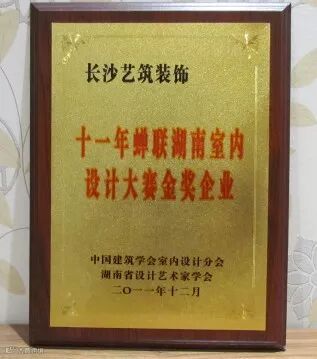 长沙艺筑装饰
十一年蝉联湖南室内
设计大赛金奖企业
中国建筑学会室内设计分会
湖南省设计艺术家学会
二〇一一年十二月